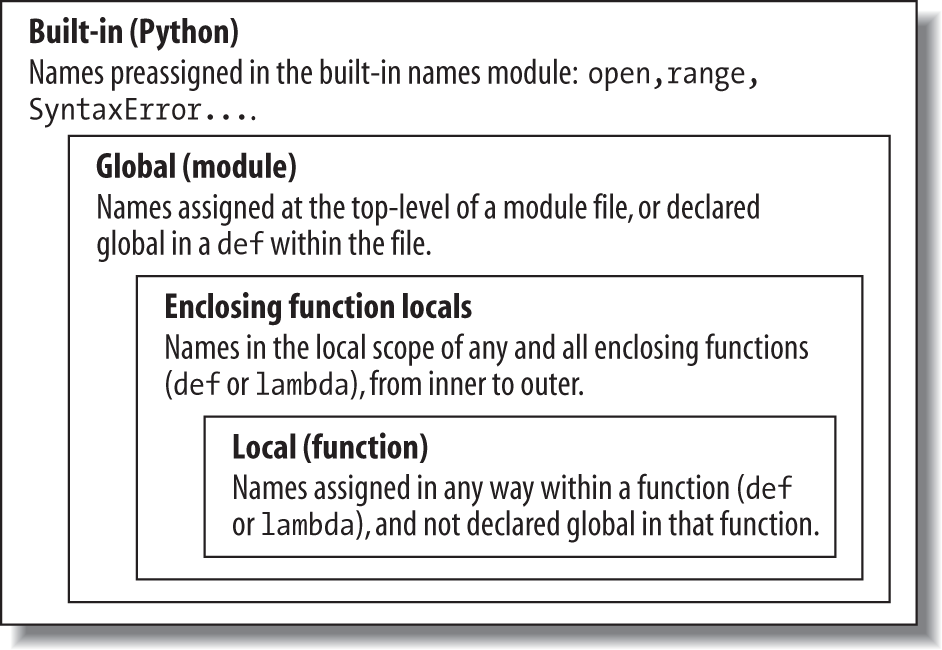 Built-in (Python)
Names preassigned in the built-in names module: open,range,
SyntaxError....
Global (module)
Names assigned at the top-level of a module file, or declared
global in a def within the file.
Enclosing function locals
Names in the local scope of any and all enclosing functions
(def or lambda), from inner to outer.
Local (function)
Names assigned in any way within a function (def
or lambda), and not declared global in that function.